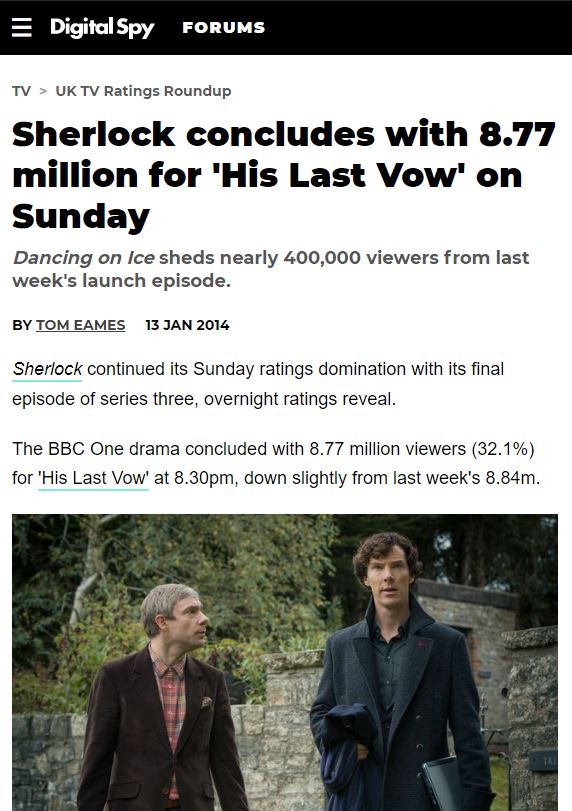 Digital Spy FORUMS
TV > UK TV Ratings Roundup
Sherlock concludes with 8.77
million for 'His Last Vow' on
Sunday
Dancing on Ice sheds nearly 400,000 viewers from last
week's launch episode.
BY TOM EAMES 13 JAN 2014
Sherlock continued its Sunday ratings domination with its final
episode of series three, overnight ratings reveal.
The BBC One drama concluded with 8.77 million viewers (32.1%)
for 'His Last Vow' at 8.30pm, down slightly from last week's 8.84m.